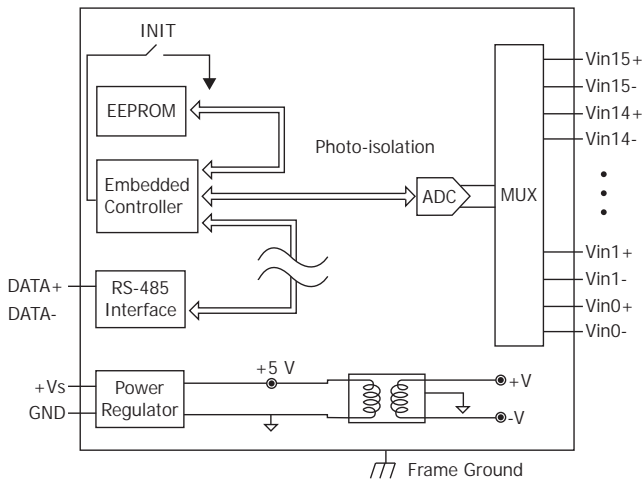 INIT
EEPROM
Photo-isolation
Embedded
Controller
ADC
MUX
Vin15+
Vin15-
Vin14+
Vin14-
Vin1+
Vin1-
Vin0+
Vin0-
DATA+
DATA-
RS-485
Interface
+5 V
+Vs
GND
Power
Regulator
+V
-V
Frame Ground